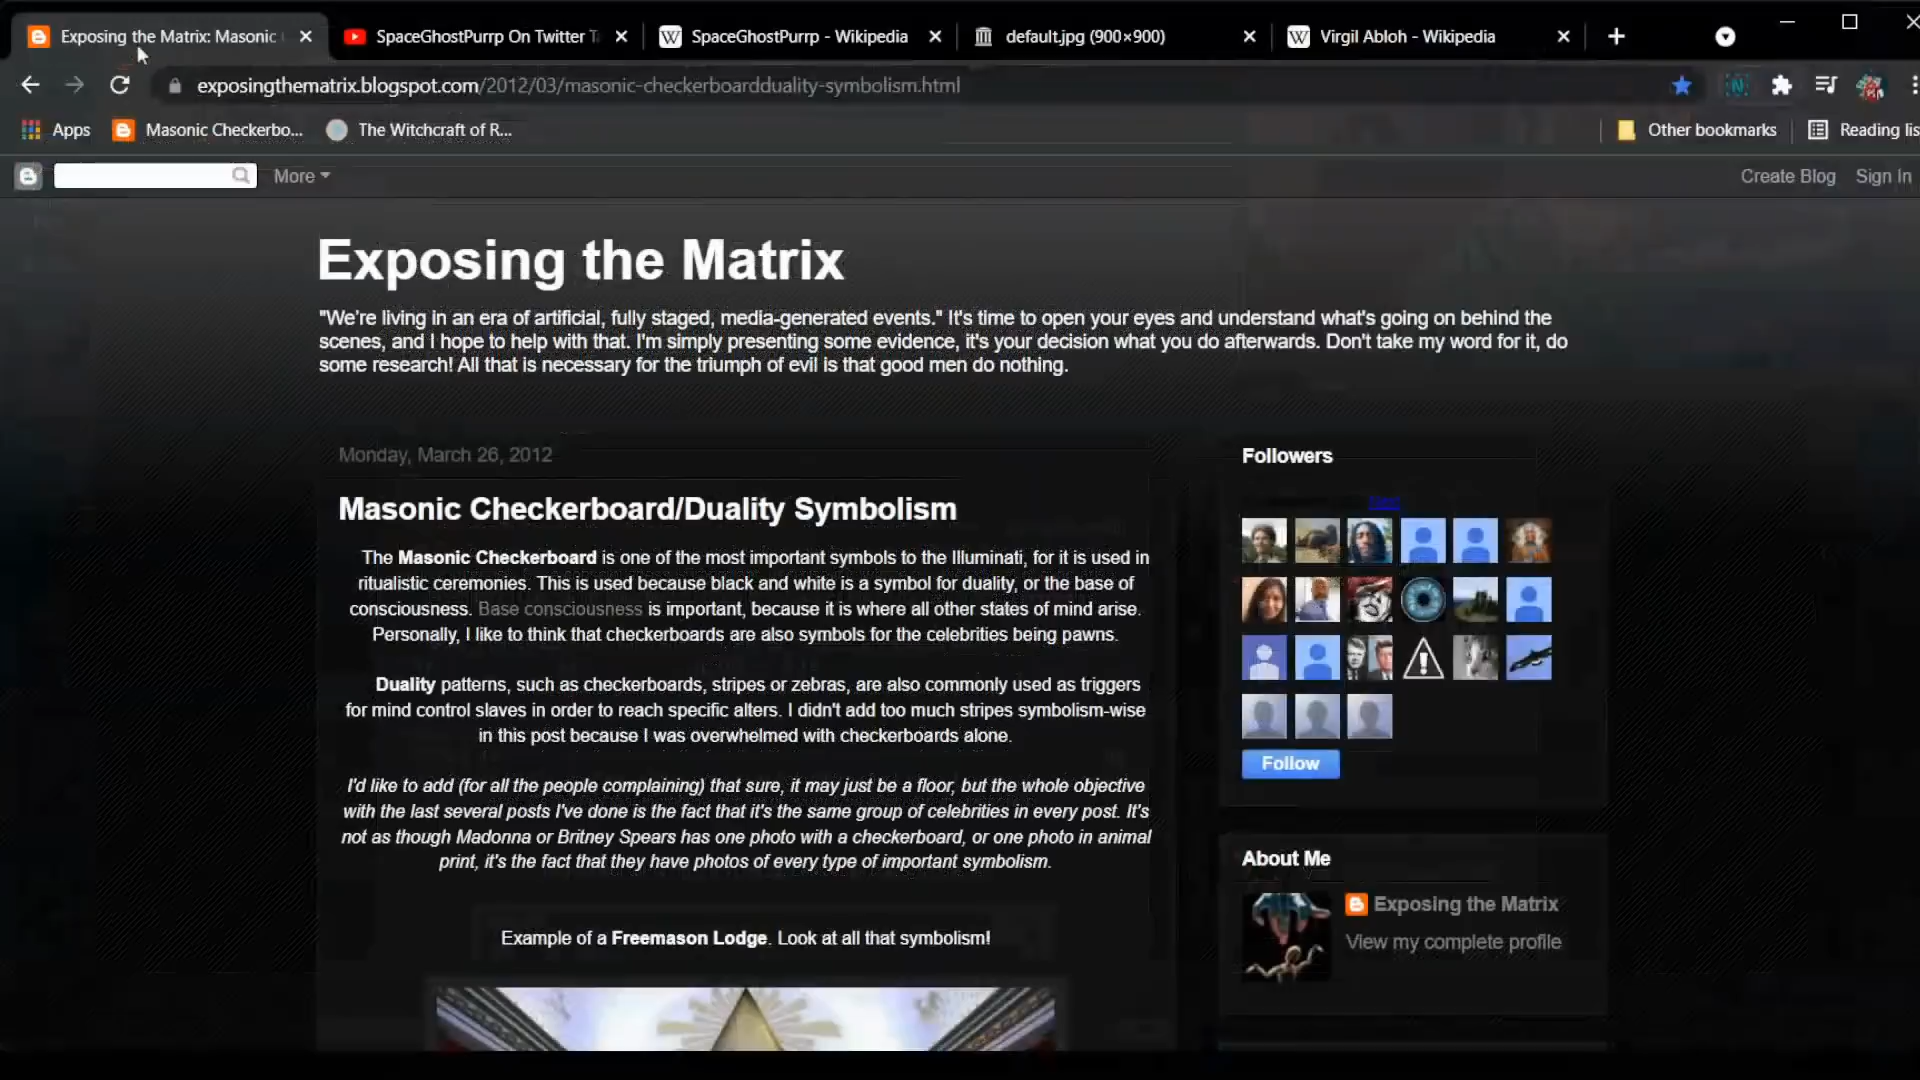 Exposing the Matrix: Masonic
SpaceGhostPurrp On Twitter T
SpaceGhostPurrp - Wikipedia
default.jpg (900×900)
Virgil Abloh - Wikipedia
exposingthematrix.blogspot.com/2012/03/masonic-checkerboardduality-symbolism.html
Apps
Masonic Checkerbo...
The Witchcraft of R...
Other bookmarks
Reading lis
More
Create Blog
Sign In
Exposing the Matrix
"We're living in an era of artificial, fully staged, media-generated events." It's time to open your eyes and understand what's going on behind the
scenes, and I hope to help with that. I'm simply presenting some evidence, it's your decision what you do afterwards. Don't take my word for it, do
some research! All that is necessary for the triumph of evil is that good men do nothing.
Monday, March 26, 2012
Masonic Checkerboard/Duality Symbolism
The Masonic Checkerboard is one of the most important symbols to the Illuminati, for it is used in
ritualistic ceremonies. This is used because black and white is a symbol for duality, or the base of
consciousness. Base consciousness is important, because it is where all other states of mind arise.
Personally, I like to think that checkerboards are also symbols for the celebrities being pawns.
Duality patterns, such as checkerboards, stripes or zebras, are also commonly used as triggers
for mind control slaves in order to reach specific alters. I didn't add too much stripes symbolism-wise
in this post because I was overwhelmed with checkerboards alone.
I'd like to add (for all the people complaining) that sure, it may just be a floor, but the whole objective
with the last several posts I've done is the fact that it's the same group of celebrities in every post. It's
not as though Madonna or Britney Spears has one photo with a checkerboard, or one photo in animal
print, it's the fact that they have photos of every type of important symbolism.
Example of a Freemason Lodge. Look at all that symbolism!
Followers
Next
Follow
About Me
Exposing the Matrix
View my complete profile